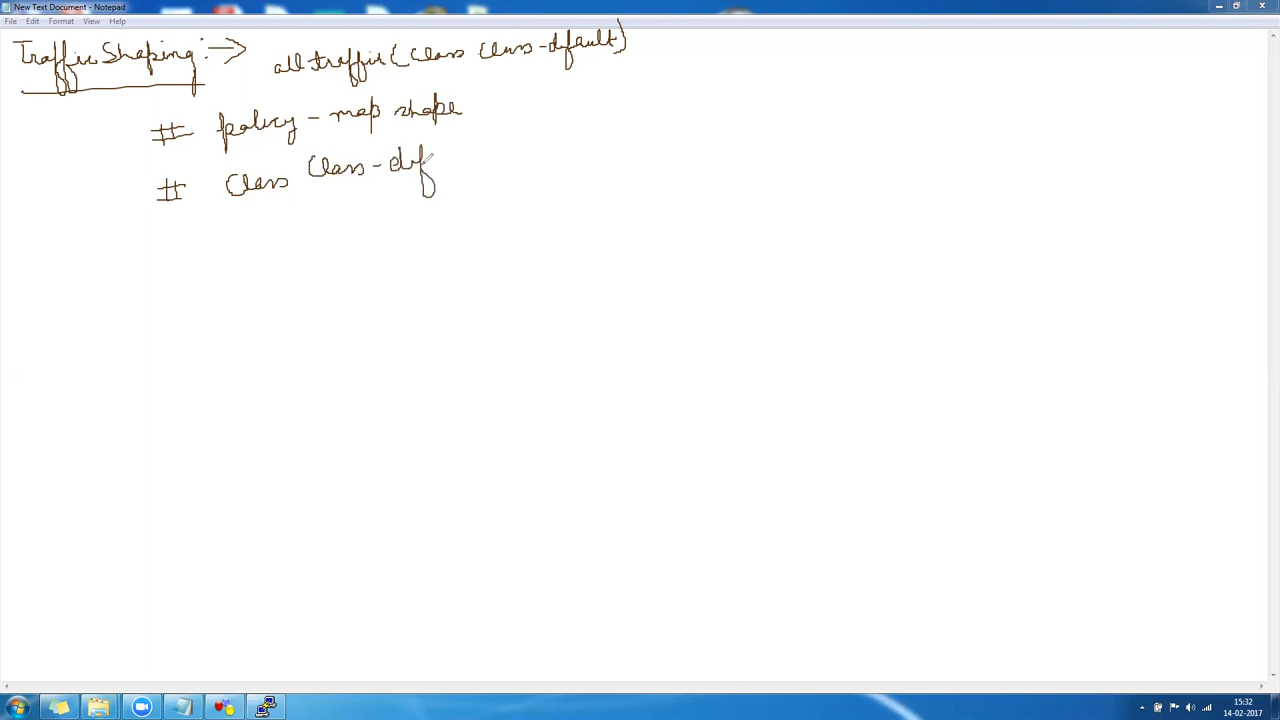 New Text Document - Notepad
File Edit Format View Help
Traffic Shaping :→ all traffic (Class Class-default)
# policy - map shape
# Class Class - def
15:32
14-02-2017